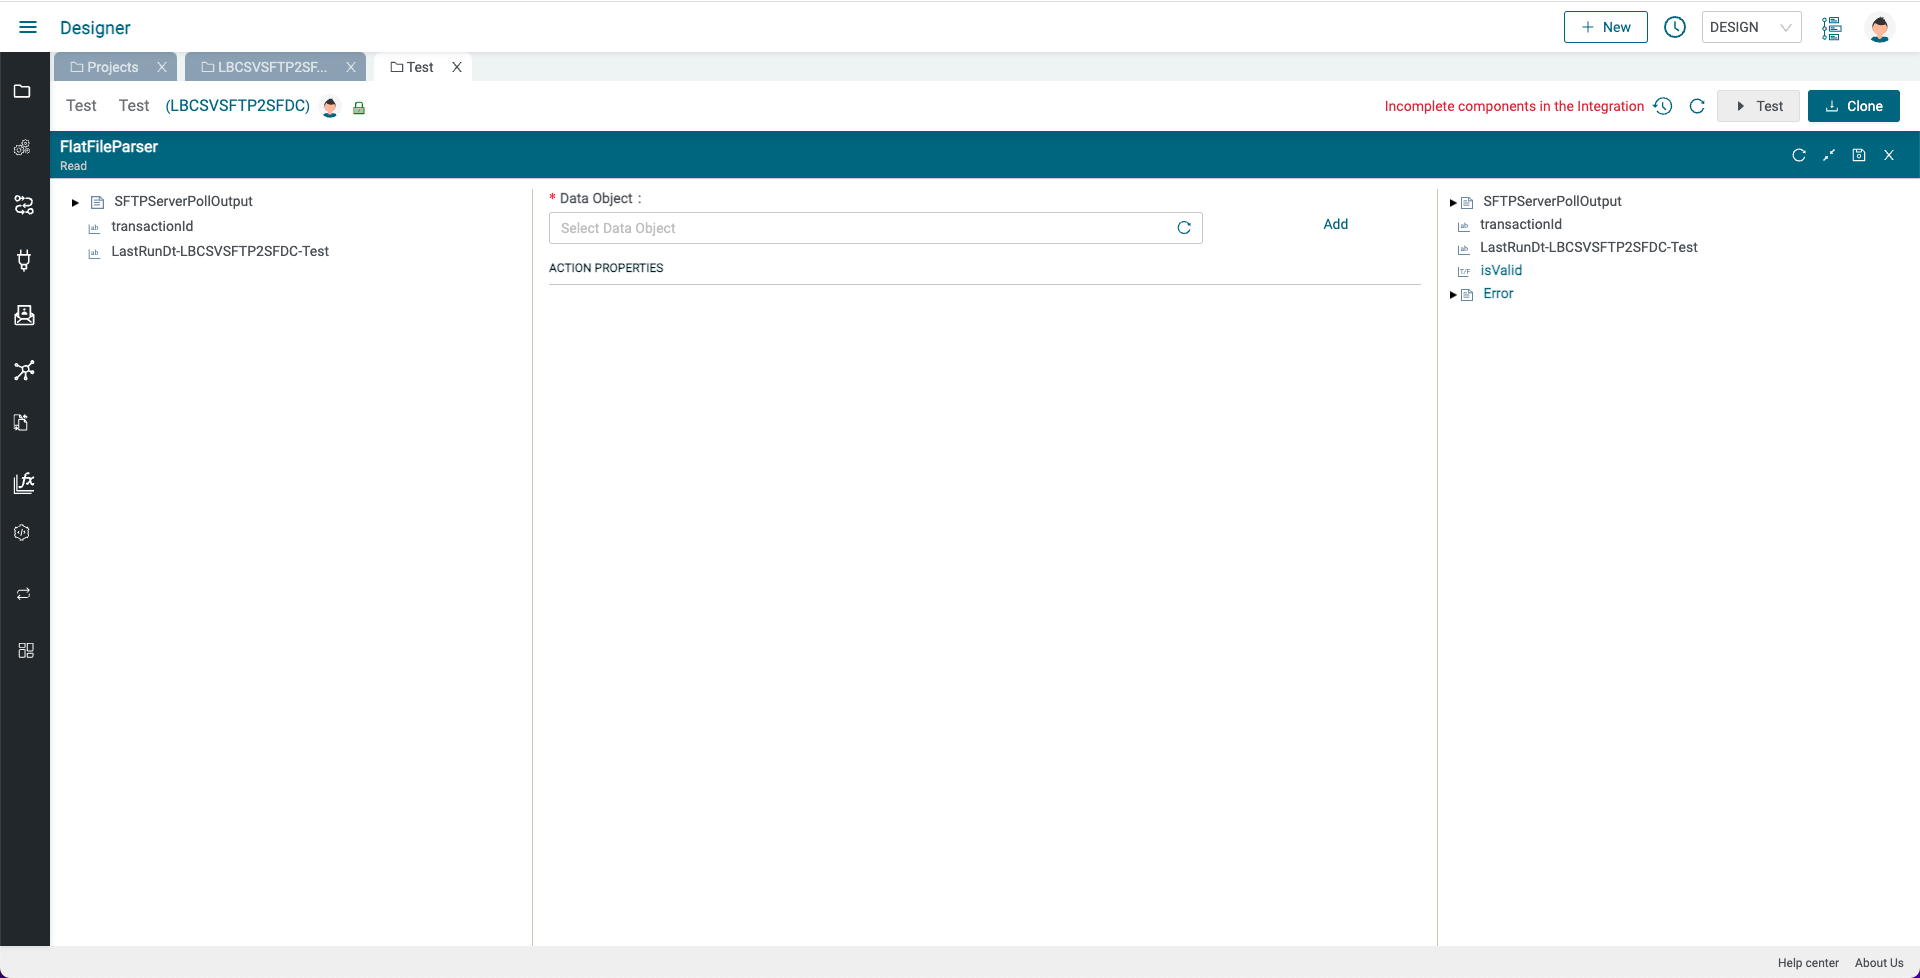 Designer
New
DESIGN
Projects
LBCSVSFTP2SF...
Test
Test Test (LBCSVSFTP2SFDC)
Incomplete components in the Integration
Test
Clone
FlatFileParser
Read
SFTPServerPollOutput
transactionId
LastRunDt-LBCSVSFTP2SFDC-Test
* Data Object :
Select Data Object
Add
ACTION PROPERTIES
SFTPServerPollOutput
transactionId
LastRunDt-LBCSVSFTP2SFDC-Test
isValid
Error
Help center
About Us